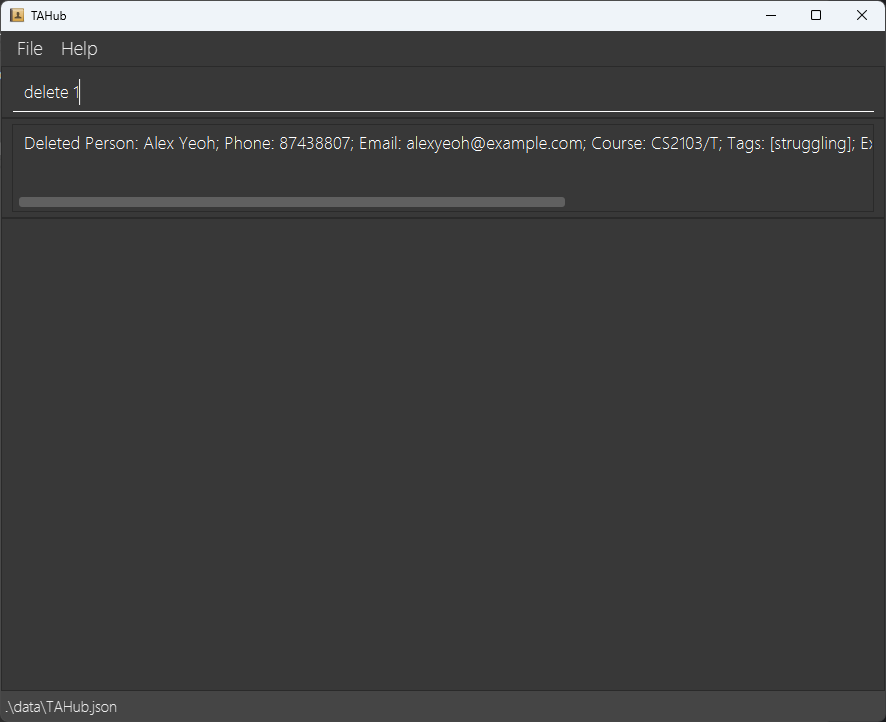 TAHub
File Help
delete 1
Deleted Person: Alex Yeoh; Phone: 87438807; Email: alexyeoh@example.com; Course: CS2103/T; Tags: [struggling]; Ex
.\data\TAHub.json